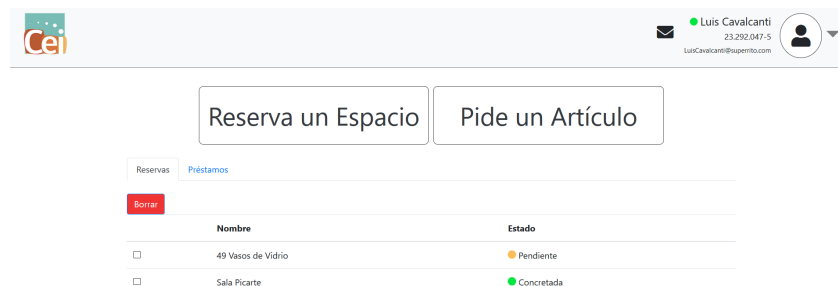 Cei
Luis Cavalcanti
23.292.047-5
LuisCavalcanti@superrito.com
Reserva un Espacio
Pide un Artículo
Reservas Préstamos
Borrar
Nombre Estado
49 Vasos de Vidrio Pendiente
Sala Picarte Concretada